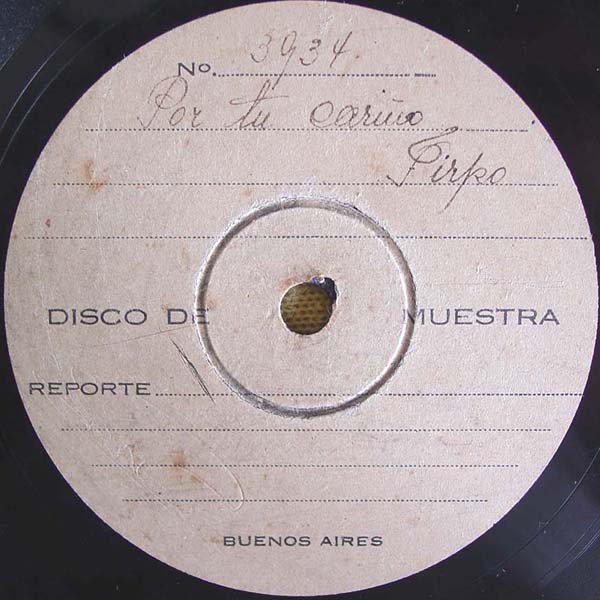 No. 3934
Por tu cariño
Firpo
DISCO DE MUESTRA
REPORTE
BUENOS AIRES